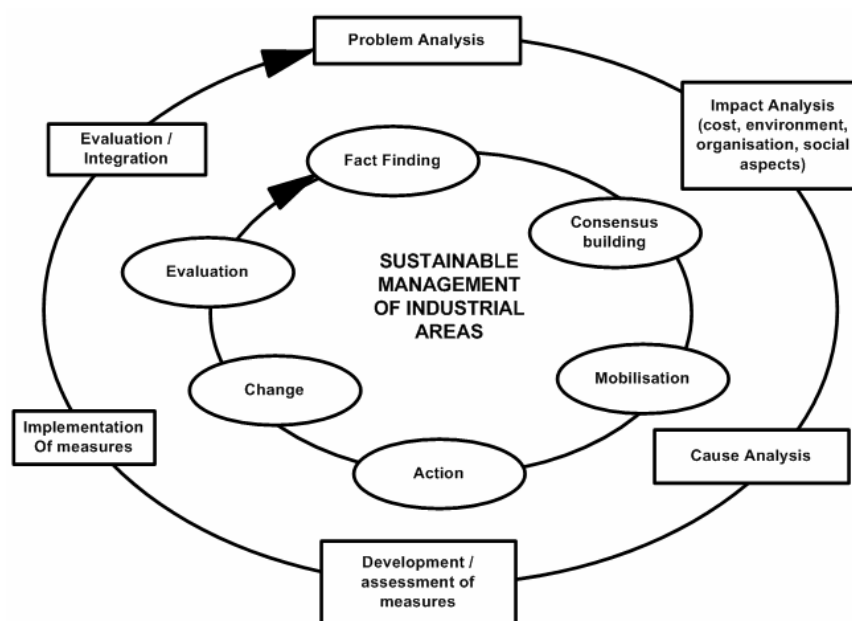 Problem Analysis
Impact Analysis
(cost, environment,
organisation, social
aspects)
Evaluation /
Integration
Fact Finding
Consensus
building
Evaluation
SUSTAINABLE
MANAGEMENT
OF INDUSTRIAL
AREAS
Change
Mobilisation
Implementation
Of measures
Action
Cause Analysis
Development /
assessment of
measures